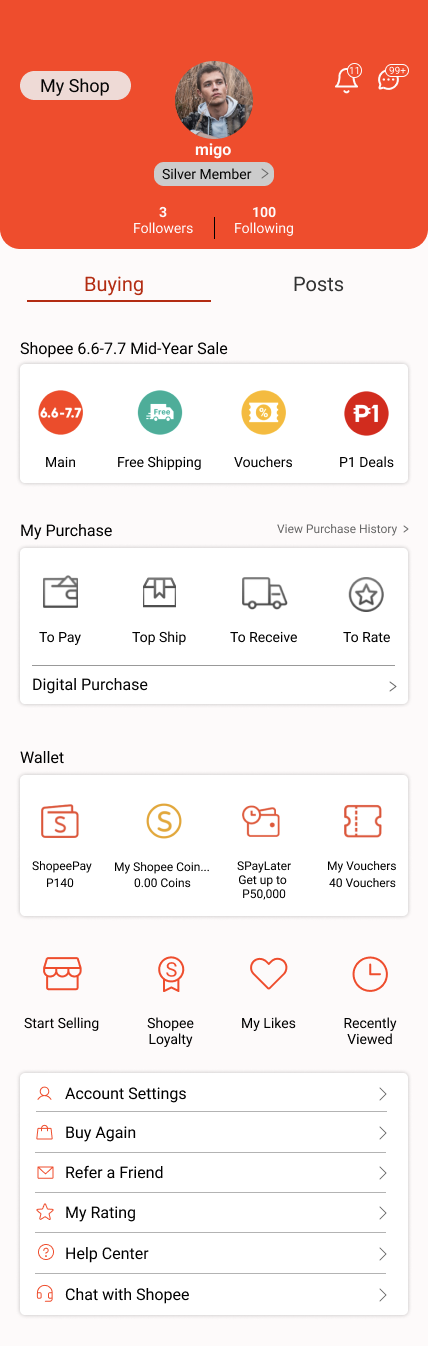 My Shop
11
99+
migo
Silver Member
3
Followers
100
Following
Buying
Posts
Shopee 6.6-7.7 Mid-Year Sale
6.6-7.7
Free
%
₱1
Main
Free Shipping
Vouchers
P1 Deals
My Purchase
View Purchase History
To Pay
Top Ship
To Receive
To Rate
Digital Purchase
Wallet
S
S
ShopeePay
P140
My Shopee Coin...
0.00 Coins
SPayLater
Get up to
P50,000
My Vouchers
40 Vouchers
S
Start Selling
Shopee
Loyalty
My Likes
Recently
Viewed
Account Settings
Buy Again
Refer a Friend
My Rating
Help Center
Chat with Shopee